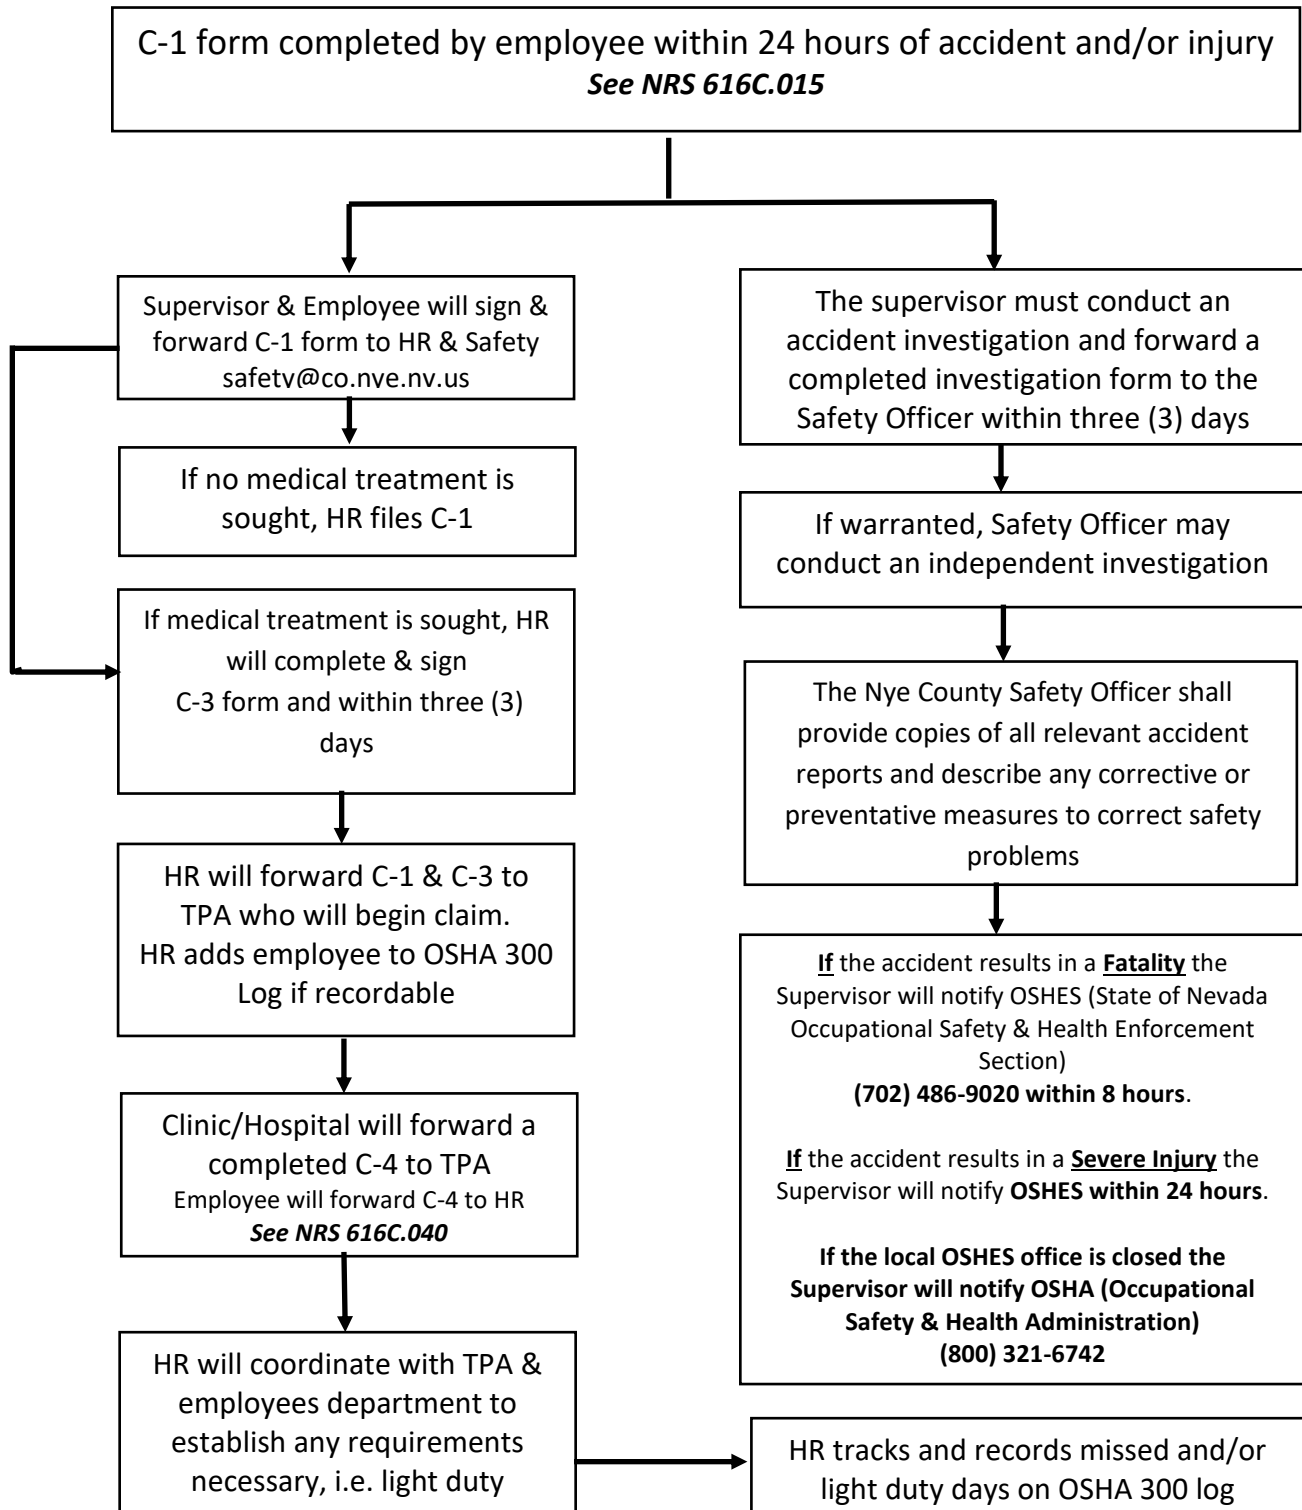 C-1 form completed by employee within 24 hours of accident and/or injury
See NRS 616C.015
Supervisor & Employee will sign &
forward C-1 form to HR & Safety
safety@co.nye.nv.us
If no medical treatment is
sought, HR files C-1
If medical treatment is sought, HR
will complete & sign
C-3 form and within three (3)
days
HR will forward C-1 & C-3 to
TPA who will begin claim.
HR adds employee to OSHA 300
Log if recordable
Clinic/Hospital will forward a
completed C-4 to TPA
Employee will forward C-4 to HR
See NRS 616C.040
HR will coordinate with TPA &
employees department to
establish any requirements
necessary, i.e. light duty
The supervisor must conduct an
accident investigation and forward a
completed investigation form to the
Safety Officer within three (3) days
If warranted, Safety Officer may
conduct an independent investigation
The Nye County Safety Officer shall
provide copies of all relevant accident
reports and describe any corrective or
preventative measures to correct safety
problems
If the accident results in a Fatality the
Supervisor will notify OSHES (State of Nevada
Occupational Safety & Health Enforcement
Section)
(702) 486-9020 within 8 hours.
If the accident results in a Severe Injury the
Supervisor will notify OSHES within 24 hours.
If the local OSHES office is closed the
Supervisor will notify OSHA (Occupational
Safety & Health Administration)
(800) 321-6742
HR tracks and records missed and/or
light duty days on OSHA 300 log